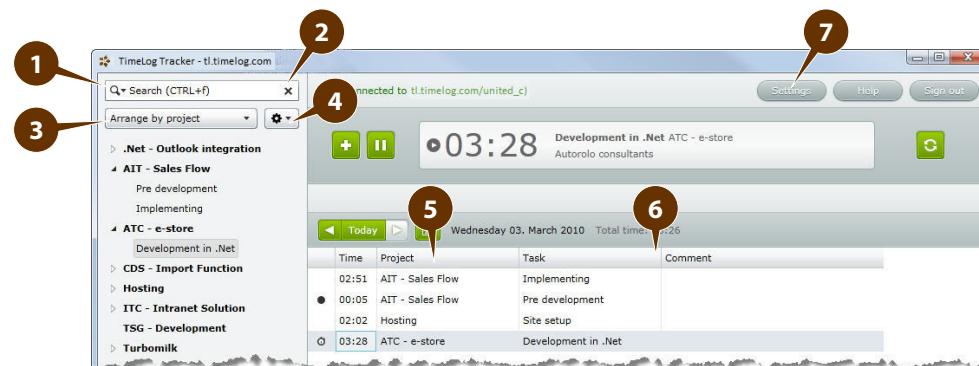 7
2
TimeLog Tracker - tl.timelog.com
1
Search (CTRL+f)
nnected to tl.timelog.com/united_c)
Settings
Help
Sign out
4
3
Arrange by project
03:28
Development in .Net ATC - e-store
Autorolo consultants
.Net - Outlook integration
AIT - Sales Flow
Pre development
Implementing
5
6
ATC - e-store
Today
Wednesday 03. March 2010
Total time: :26
Development in .Net
Time Project Task Comment
CDS - Import Function
02:51 AIT - Sales Flow Implementing
Hosting
00:05 AIT - Sales Flow Pre development
ITC - Intranet Solution
02:02 Hosting Site setup
TSG - Development
03:28 ATC - e-store Development in .Net
Turbomilk